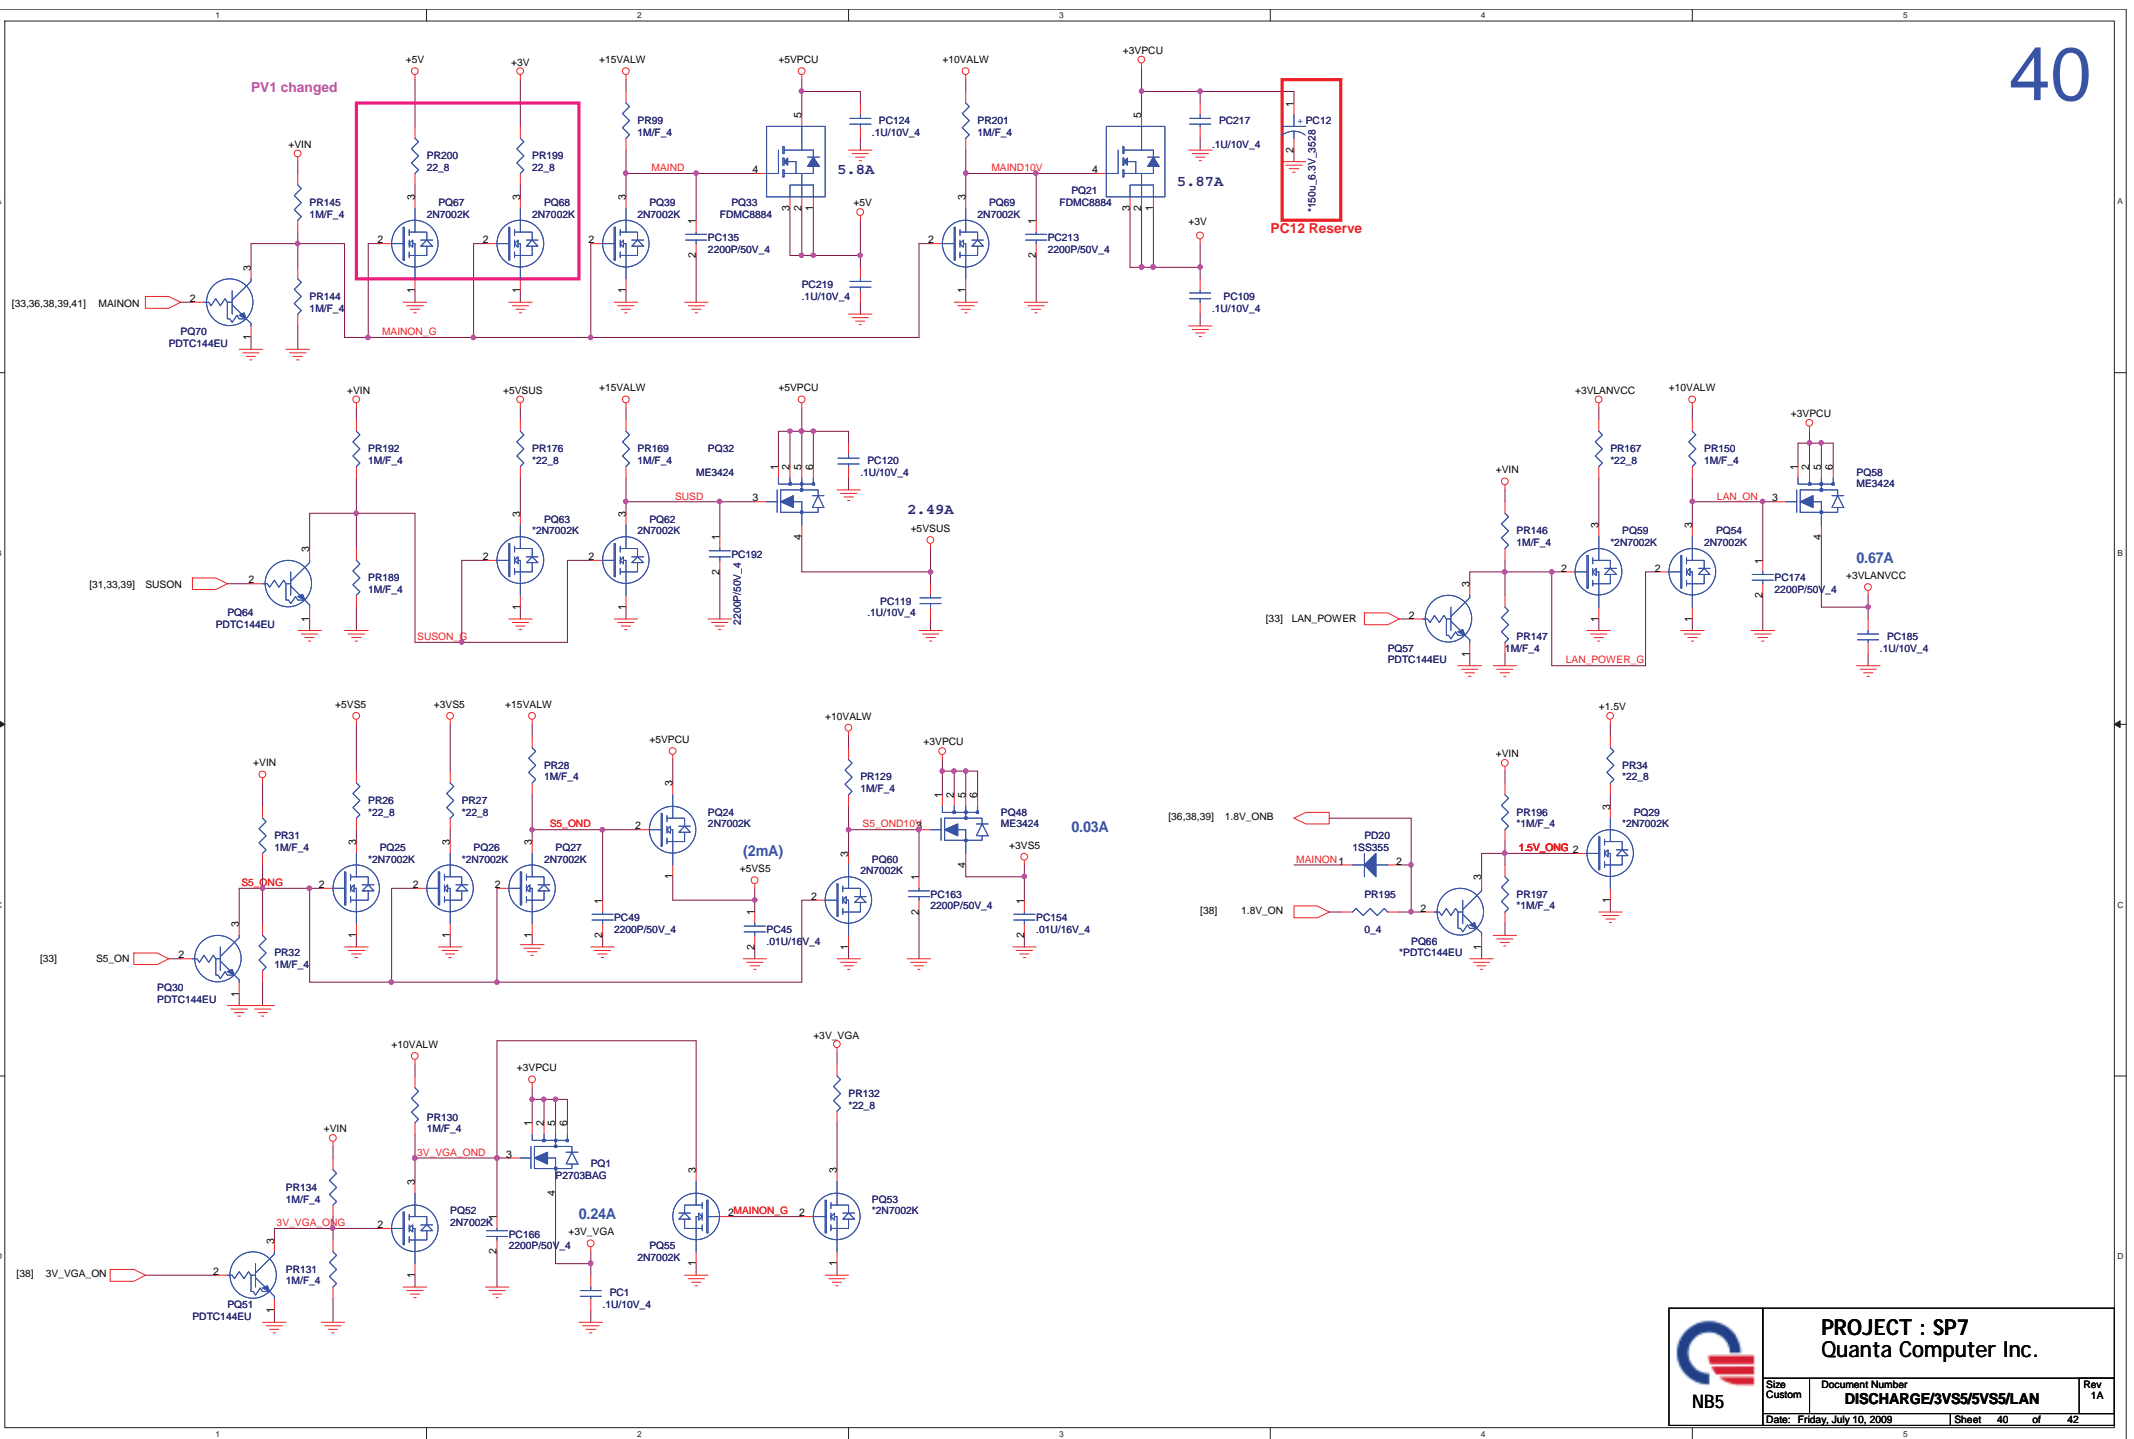 1 2 3 4 5
40
PV1 changed
+5V
+3V
+15VALW
+5VPCU
+10VALW
+3VPCU
+VIN
PR200
22_8
PR199
22_8
PR99
1M/F_4
PC124
.1U/10V_4
PR201
1M/F_4
PC217
.1U/10V_4
+ PC12
*150u_6.3V_3528
PC12 Reserve
MAIND
5.8A
MAIND10V
5.87A
PR145
1M/F_4
PQ67
2N7002K
PQ68
2N7002K
PQ39
2N7002K
PQ33
FDMC8884
+5V
PQ69
2N7002K
PQ21
FDMC8884
+3V
PC135
2200P/50V_4
PC213
2200P/50V_4
PR144
1M/F_4
PC219
.1U/10V_4
PC109
.1U/10V_4
[33,36,38,39,41] MAINON
PQ70
PDTC144EU
MAINON_G
+VIN
+5VSUS
+15VALW
+5VPCU
PR192
1M/F_4
PR176
*22_8
PR169
1M/F_4
PQ32
ME3424
PC120
.1U/10V_4
SUSD
2.49A
+5VSUS
PQ63
*2N7002K
PQ62
2N7002K
PC192
2200P/50V_4
PR189
1M/F_4
PC119
.1U/10V_4
[31,33,39] SUSON
PQ64
PDTC144EU
SUSON_G
+3VLANVCC
+10VALW
+3VPCU
+VIN
PR167
*22_8
PR150
1M/F_4
PQ58
ME3424
LAN_ON
PR146
1M/F_4
PQ59
*2N7002K
PQ54
2N7002K
0.67A
+3VLANVCC
PC174
2200P/50V_4
[33] LAN_POWER
PQ57
PDTC144EU
PR147
1M/F_4
LAN_POWER_G
PC185
.1U/10V_4
+5VS5
+3VS5
+15VALW
+5VPCU
+10VALW
+3VPCU
+VIN
PR28
1M/F_4
PR129
1M/F_4
PR26
*22_8
PR27
*22_8
PQ24
2N7002K
PQ48
ME3424
S5_OND
S5_OND10V
0.03A
PR31
1M/F_4
PQ25
*2N7002K
PQ26
*2N7002K
PQ27
2N7002K
(2mA)
+5VS5
PQ60
2N7002K
+3VS5
S5_ONG
PC49
2200P/50V_4
PC45
.01U/16V_4
PC163
2200P/50V_4
PC154
.01U/16V_4
[33] S5_ON
PR32
1M/F_4
PQ30
PDTC144EU
+1.5V
+VIN
PR34
*22_8
[36,38,39] 1.8V_ONB
PR196
*1M/F_4
PQ29
*2N7002K
PD20
1SS355
MAINON
1.5V_ONG
PR195
0_4
PR197
*1M/F_4
[38] 1.8V_ON
PQ66
*PDTC144EU
+10VALW
+3VPCU
+3V_VGA
PR130
1M/F_4
PR132
*22_8
+VIN
3V_VGA_OND
PQ1
P2703BAG
PR134
1M/F_4
PQ52
2N7002K
0.24A
+3V_VGA
MAINON_G
PQ53
*2N7002K
3V_VGA_ONG
PC166
2200P/50V_4
PQ55
2N7002K
[38] 3V_VGA_ON
PR131
1M/F_4
PC1
.1U/10V_4
PQ51
PDTC144EU
NB5
PROJECT : SP7
Quanta Computer Inc.
Size
Custom
Document Number
DISCHARGE/3VS5/5VS5/LAN
Rev
1A
Date: Friday, July 10, 2009 Sheet 40 of 42
1 2 3 4 5